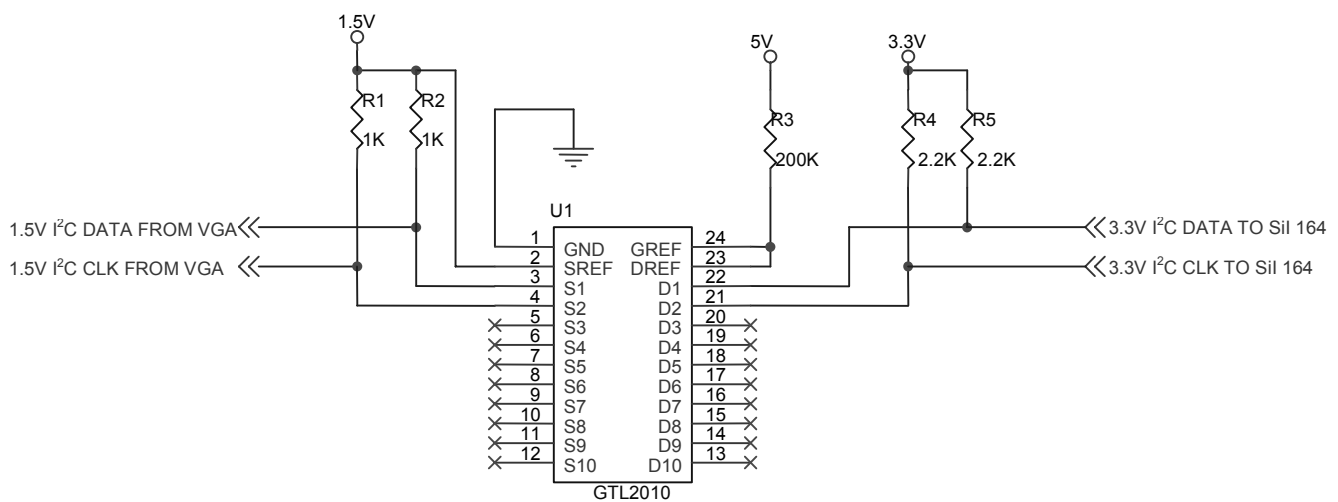 1.5V
5V
3.3V
R1
R2
R3
R4
R5
1K
1K
200K
2.2K
2.2K
U1
1.5V I²C DATA FROM VGA
3.3V I²C DATA TO SiI 164
1.5V I²C CLK FROM VGA
3.3V I²C CLK TO SiI 164
1 GND GREF 24
2 SREF DREF 23
3 S1 D1 22
4 S2 D2 21
5 S3 D3 20
6 S4 D4 19
7 S5 D5 18
8 S6 D6 17
9 S7 D7 16
10 S8 D8 15
11 S9 D9 14
12 S10 D10 13
GTL2010